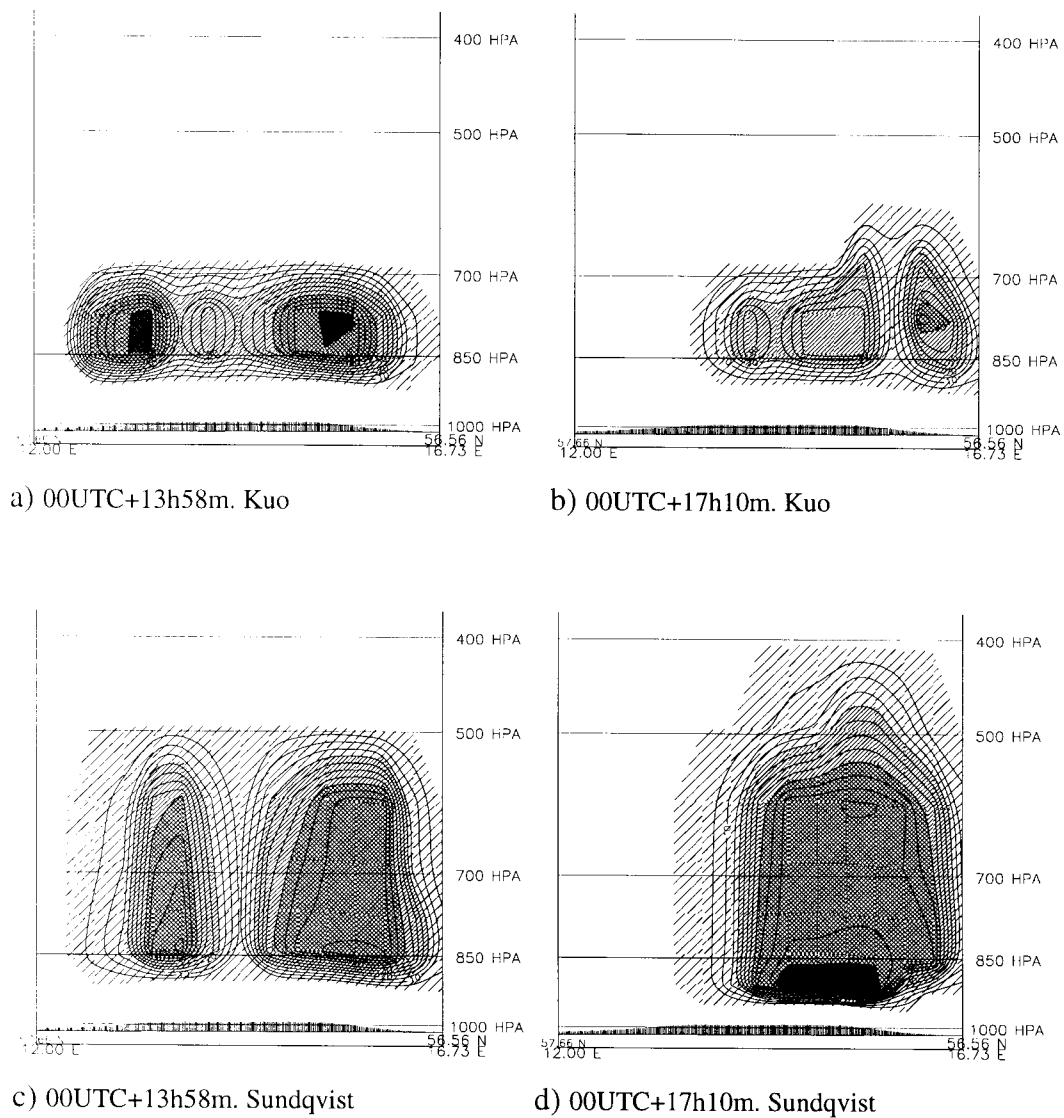 400 HPA
500 HPA
700 HPA
850 HPA
1000 HPA
56.56 N
12.00 E
16.73 E
a) 00UTC+13h58m. Kuo
400 HPA
500 HPA
700 HPA
850 HPA
1000 HPA
57.66 N
56.56 N
12.00 E
16.73 E
b) 00UTC+17h10m. Kuo
400 HPA
500 HPA
700 HPA
850 HPA
1000 HPA
56.56 N
12.00 E
16.73 E
c) 00UTC+13h58m. Sundqvist
400 HPA
500 HPA
700 HPA
850 HPA
1000 HPA
57.66 N
56.56 N
12.00 E
16.73 E
d) 00UTC+17h10m. Sundqvist